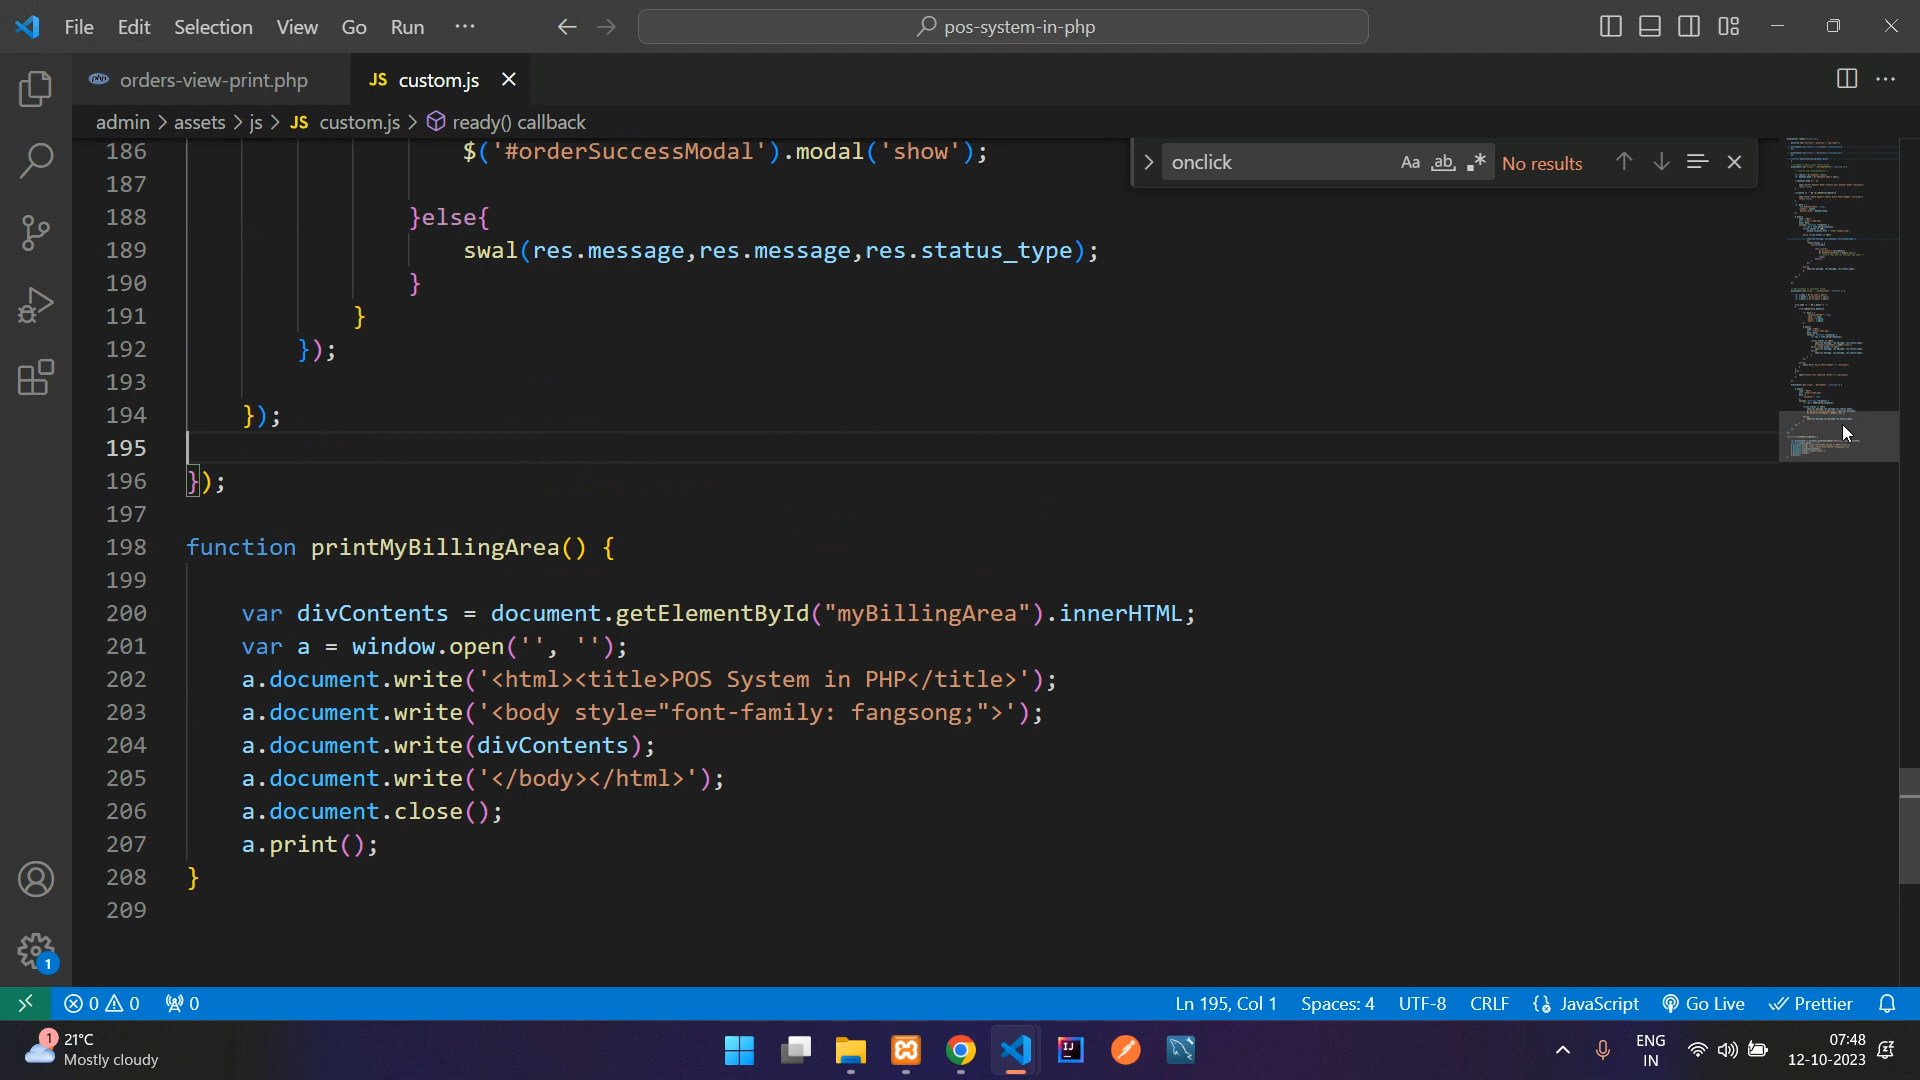 File Edit Selection View Go Run ··· pos-system-in-php
php orders-view-print.php JS custom.js
admin > assets > js > JS custom.js > ready() callback
onclick Aa ab No results
186 $('#orderSuccessModal').modal('show');
187
188 }else{
189 swal(res.message,res.message,res.status_type);
190 }
191 }
192 });
193
194 });
195
196 });
197
198 function printMyBillingArea() {
199
200 var divContents = document.getElementById("myBillingArea").innerHTML;
201 var a = window.open('', '');
202 a.document.write('<html><title>POS System in PHP</title>');
203 a.document.write('<body style="font-family: fangsong;">');
204 a.document.write(divContents);
205 a.document.write('</body></html>');
206 a.document.close();
207 a.print();
208 }
209
1
0 0 0 Ln 195, Col 1 Spaces: 4 UTF-8 CRLF {} JavaScript Go Live Prettier
1 21°C ENG 07:48
Mostly cloudy IJ IN 12-10-2023